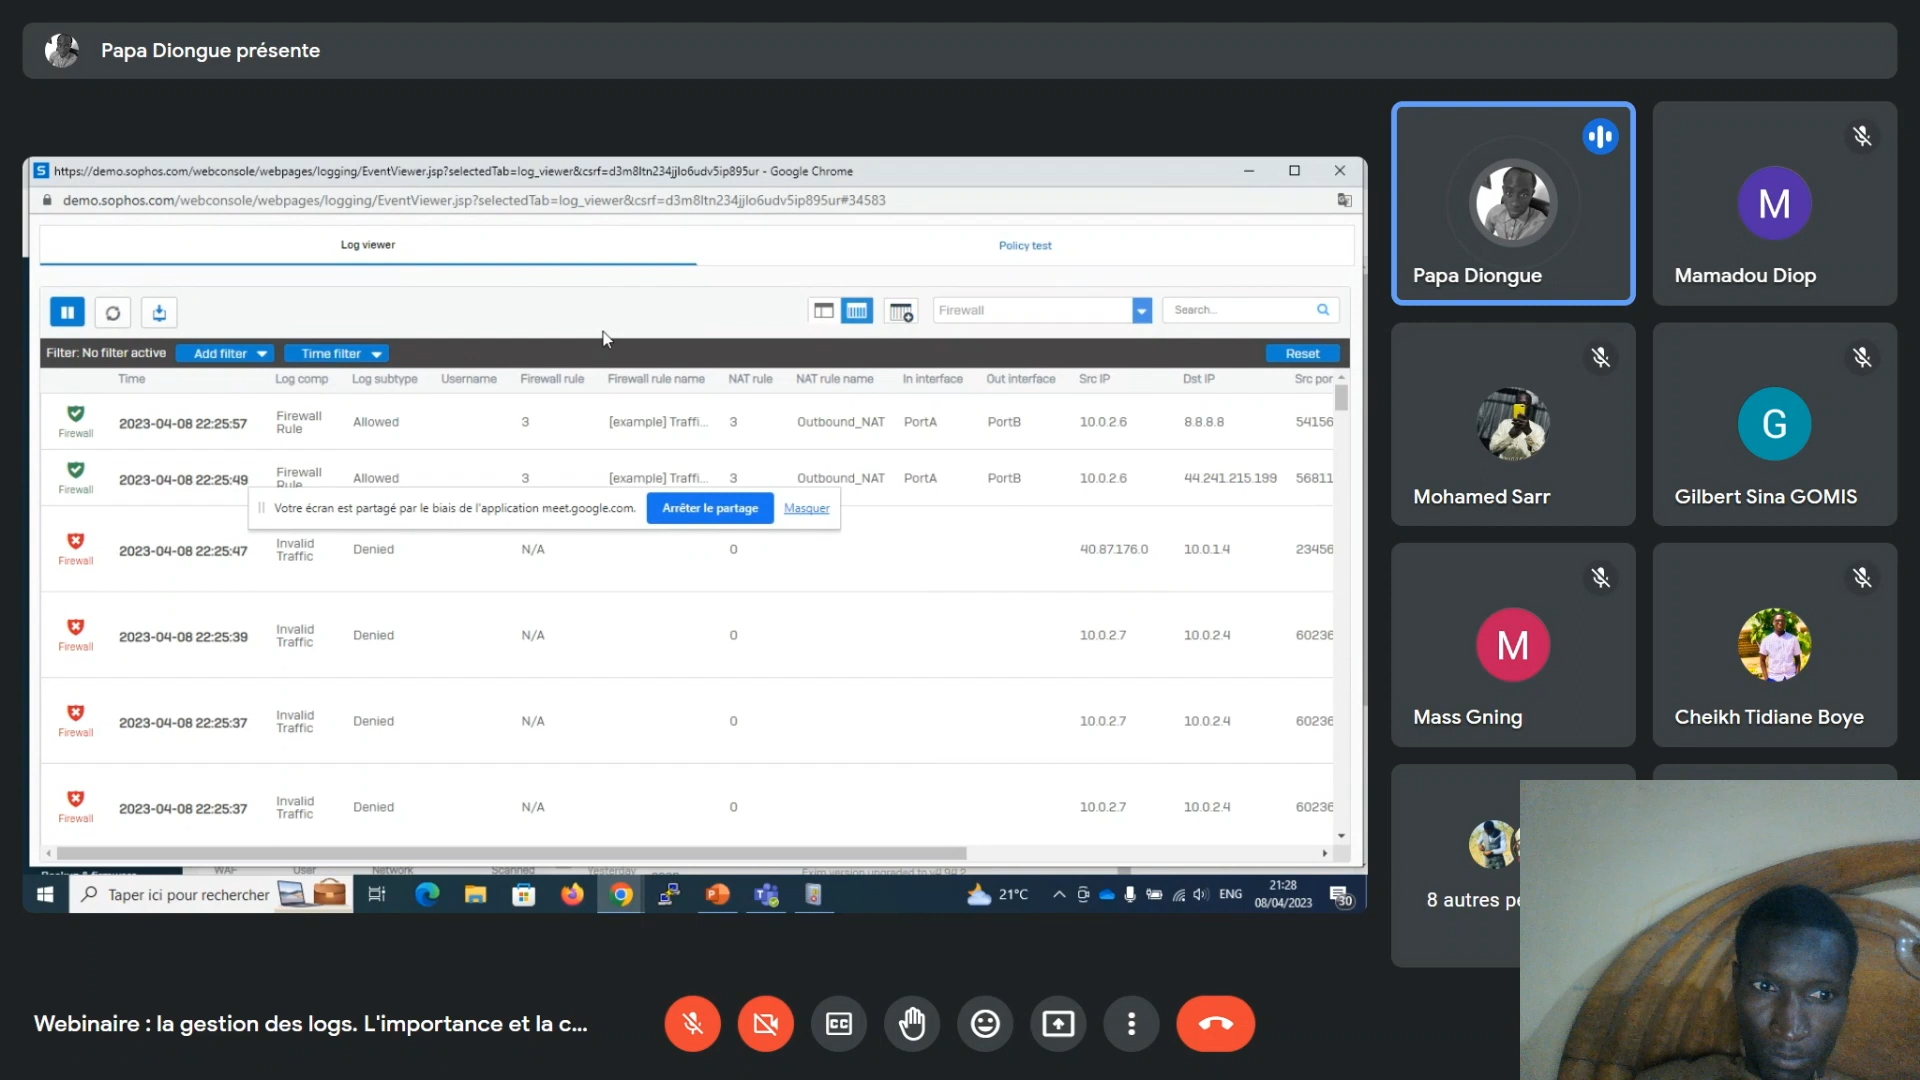 Papa Diongue présente
https://demo.sophos.com/webconsole/webpages/logging/EventViewer.jsp?selectedTab=log_viewer&csrf=d3m8ltn234jjlo6udv5ip895ur - Google Chrome
demo.sophos.com/webconsole/webpages/logging/EventViewer.jsp?selectedTab=log_viewer&csrf=d3m8ltn234jjlo6udv5ip895ur#34583
Log viewer Policy test
Firewall Search...
Filter: No filter active Add filter Time filter Reset
Time Log comp Log subtype Username Firewall rule Firewall rule name NAT rule NAT rule name In interface Out interface Src IP Dst IP Src por
Firewall 2023-04-08 22:25:57 Firewall Rule Allowed 3 [example] Traffi... 3 Outbound_NAT PortA PortB 10.0.2.6 8.8.8.8 54156
Firewall 2023-04-08 22:25:49 Firewall Rule Allowed 3 [example] Traffi... 3 Outbound_NAT PortA PortB 10.0.2.6 44.241.215.199 56811
Votre écran est partagé par le biais de l'application meet.google.com. Arrêter le partage Masquer
Firewall 2023-04-08 22:25:47 Invalid Traffic Denied N/A 0 40.87.176.0 10.0.1.4 23456
Firewall 2023-04-08 22:25:39 Invalid Traffic Denied N/A 0 10.0.2.7 10.0.2.4 60236
Firewall 2023-04-08 22:25:37 Invalid Traffic Denied N/A 0 10.0.2.7 10.0.2.4 60236
Firewall 2023-04-08 22:25:37 Invalid Traffic Denied N/A 0 10.0.2.7 10.0.2.4 60236
WAF User Network Scanned Yesterday
Taper ici pour rechercher 21°C ENG 21:28
08/04/2023 30
Papa Diongue
M
Mamadou Diop
Mohamed Sarr
G
Gilbert Sina GOMIS
M
Mass Gning
Cheikh Tidiane Boye
8 autres
Webinaire : la gestion des logs. L'importance et la c...
CC